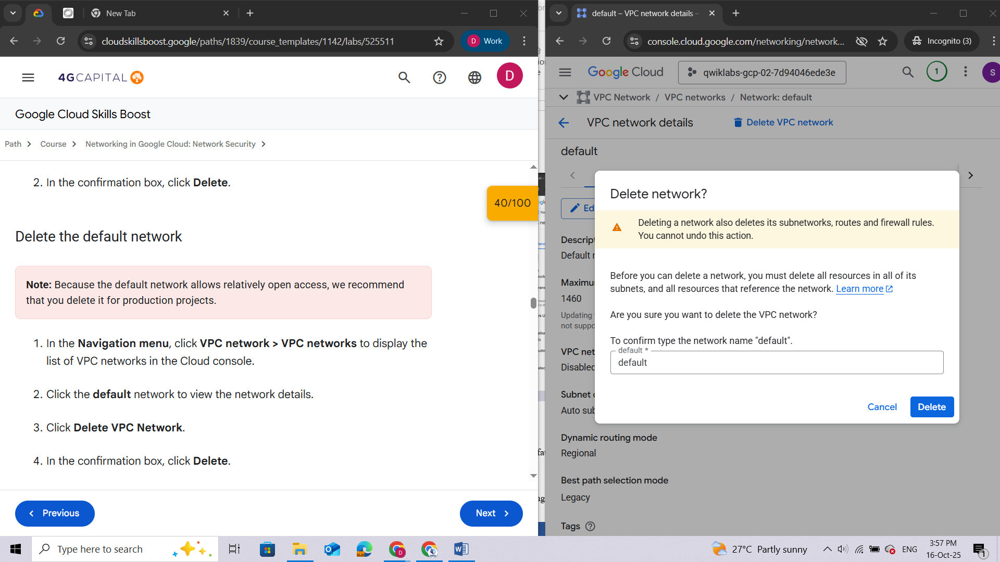 New Tab
cloudskillsboost.google/paths/1839/course_templates/1142/labs/525511
D Work
4GCAPITAL
D
Google Cloud Skills Boost
Path
Course
Networking in Google Cloud: Network Security
2. In the confirmation box, click Delete.
40/100
Delete the default network
Note: Because the default network allows relatively open access, we recommend
that you delete it for production projects.
1. In the Navigation menu, click VPC network > VPC networks to display the
list of VPC networks in the Cloud console.
2. Click the default network to view the network details.
3. Click Delete VPC Network.
4. In the confirmation box, click Delete.
Previous
Next
default – VPC network details –
console.cloud.google.com/networking/network...
Incognito (3)
Google Cloud
qwiklabs-gcp-02-7d94046ede3e
1
S
VPC Network / VPC networks / Network: default
VPC network details
Delete VPC network
default
Ed
Descript
Default r
Maximu
1460
Updating
not suppo
VPC net
Disabled
Subnet
Auto sub
Dynamic routing mode
Regional
Best path selection mode
Legacy
Tags
Delete network?
Deleting a network also deletes its subnetworks, routes and firewall rules.
You cannot undo this action.
Before you can delete a network, you must delete all resources in all of its
subnets, and all resources that reference the network. Learn more
Are you sure you want to delete the VPC network?
To confirm type the network name "default".
default *
default
Cancel
Delete
Type here to search
27°C Partly sunny
ENG
3:57 PM
16-Oct-25
1